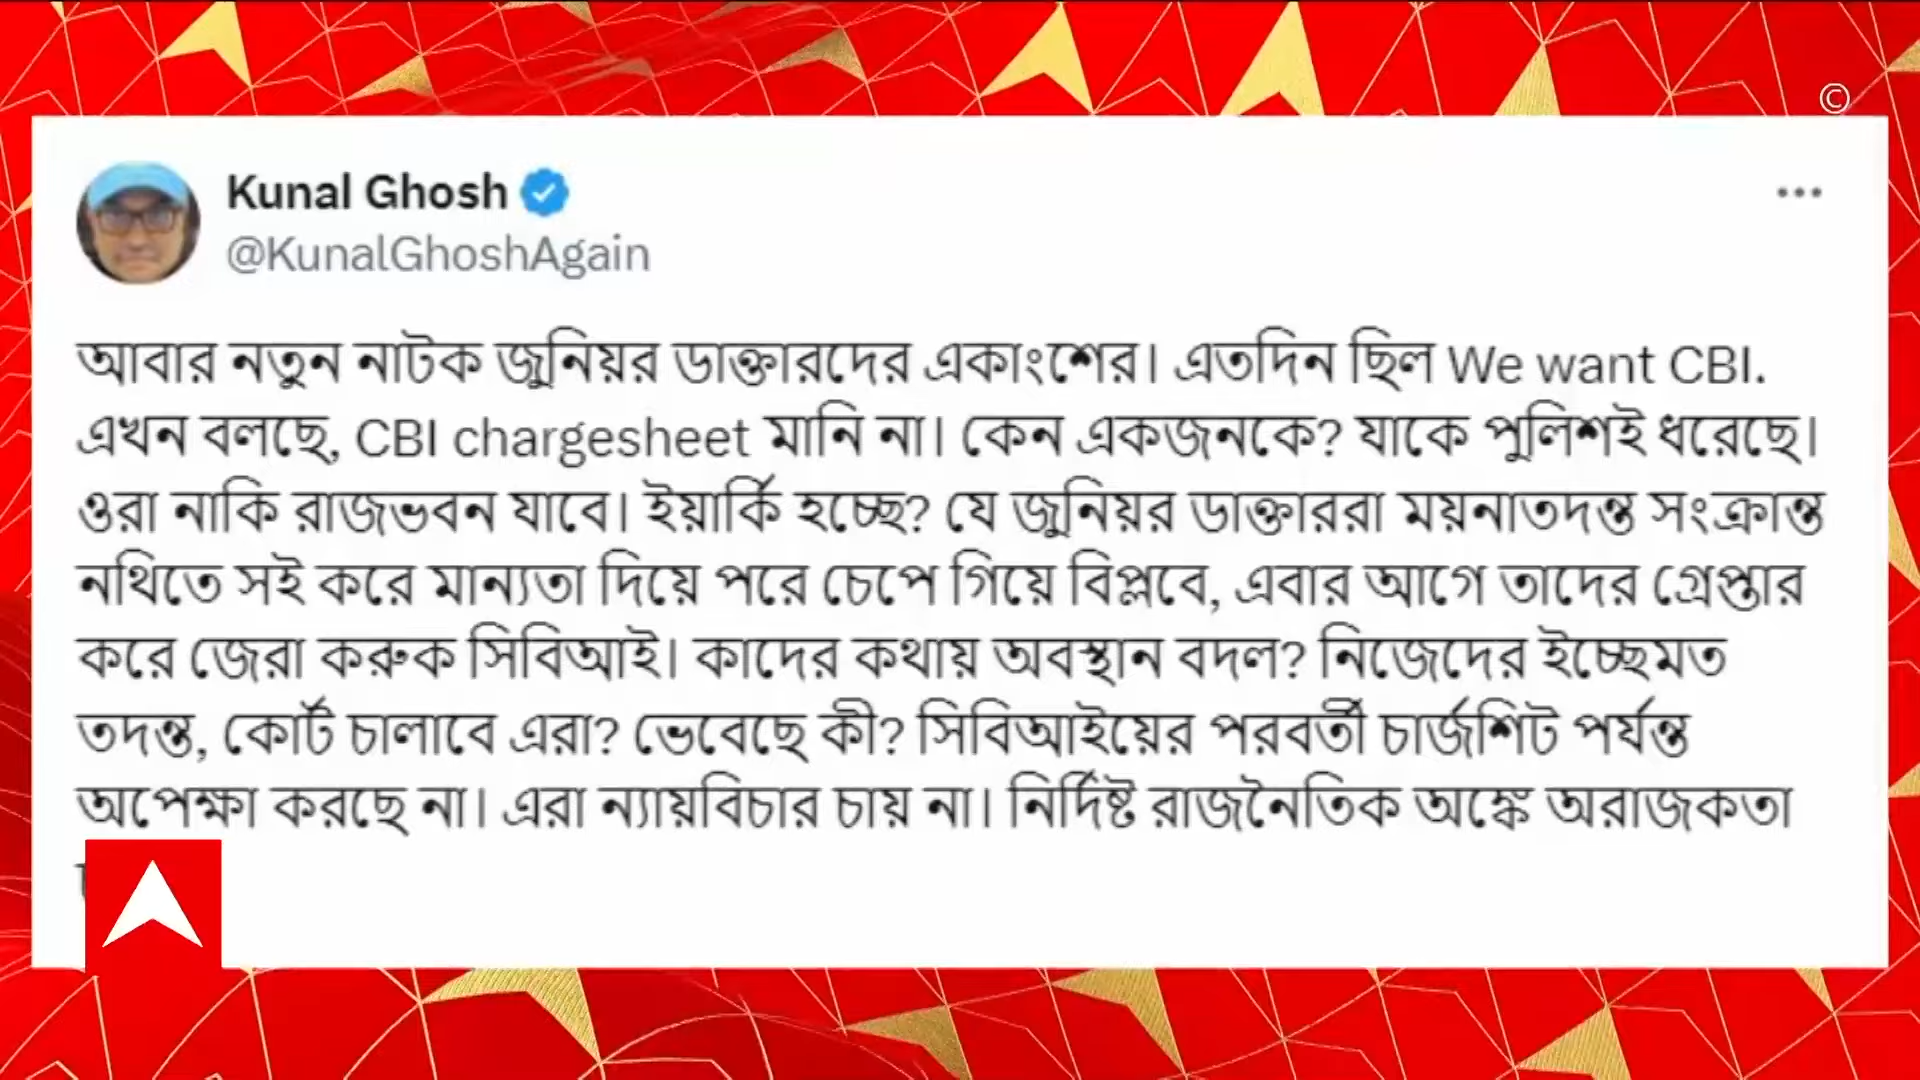 ©
Kunal Ghosh
@KunalGhoshAgain
আবার নতুন নাটক জুনিয়র ডাক্তারদের একাংশের। এতদিন ছিল We want CBI.
এখন বলছে, CBI chargesheet মানি না। কেন একজনকে? যাকে পুলিশই ধরেছে।
ওরা নাকি রাজভবন যাবে। ইয়ার্কি হচ্ছে? যে জুনিয়র ডাক্তাররা ময়নাতদন্ত সংক্রান্ত
নথিতে সই করে মান্যতা দিয়ে পরে চেপে গিয়ে বিপ্লবে, এবার আগে তাদের গ্রেপ্তার
করে জেরা করুক সিবিআই। কাদের কথায় অবস্থান বদল? নিজেদের ইচ্ছেমত
তদন্ত, কোর্ট চালাবে এরা? ভেবেছে কী? সিবিআইয়ের পরবর্তী চার্জশিট পর্যন্ত
অপেক্ষা করছে না। এরা ন্যায়বিচার চায় না। নির্দিষ্ট রাজনৈতিক অঙ্কে অরাজকতা